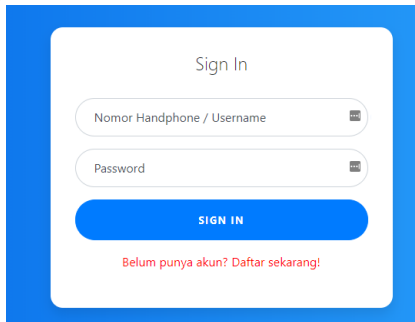 Sign In
Nomor Handphone / Username
Password
SIGN IN
Belum punya akun? Daftar sekarang!